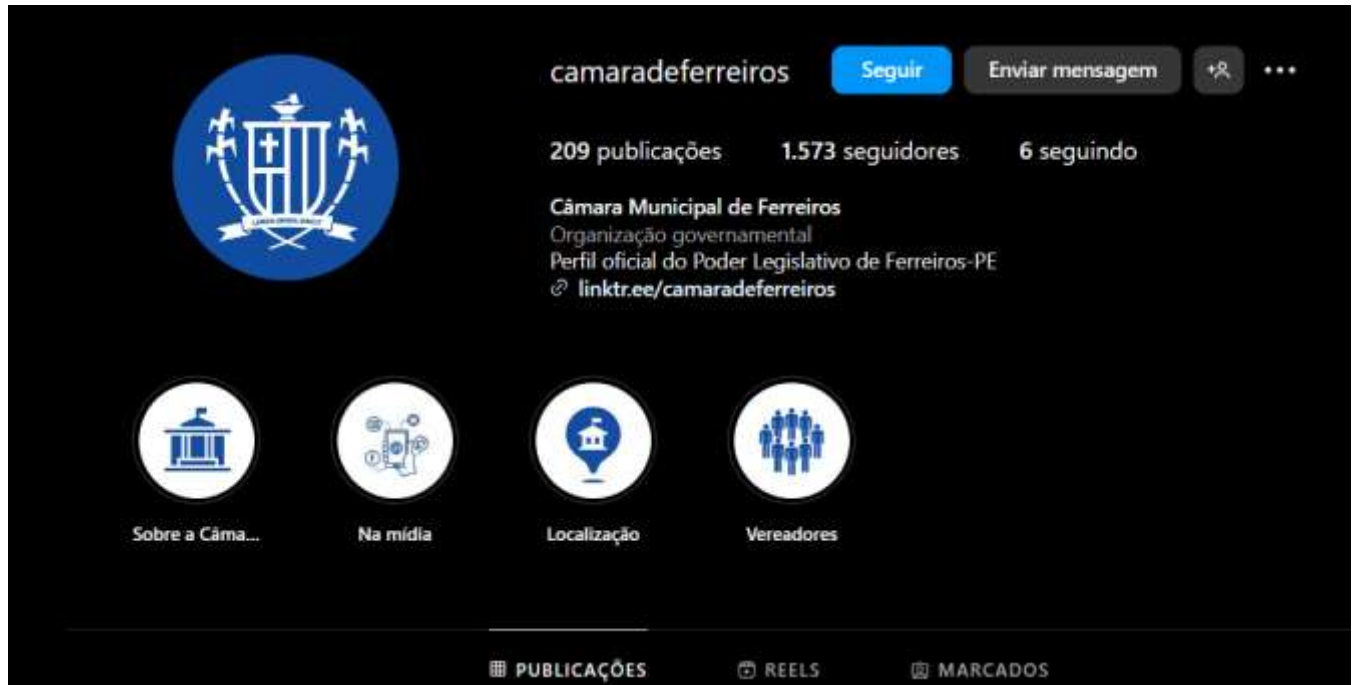 camaradeferreiros Seguir Enviar mensagem
209 publicações 1.573 seguidores 6 seguindo
Câmara Municipal de Ferreiros
Organização governamental
Perfil oficial do Poder Legislativo de Ferreiros-PE
linktr.ee/camaradeferreiros
Sobre a Câma... Na mídia Localização Vereadores
PUBLICAÇÕES REELS MARCADOS